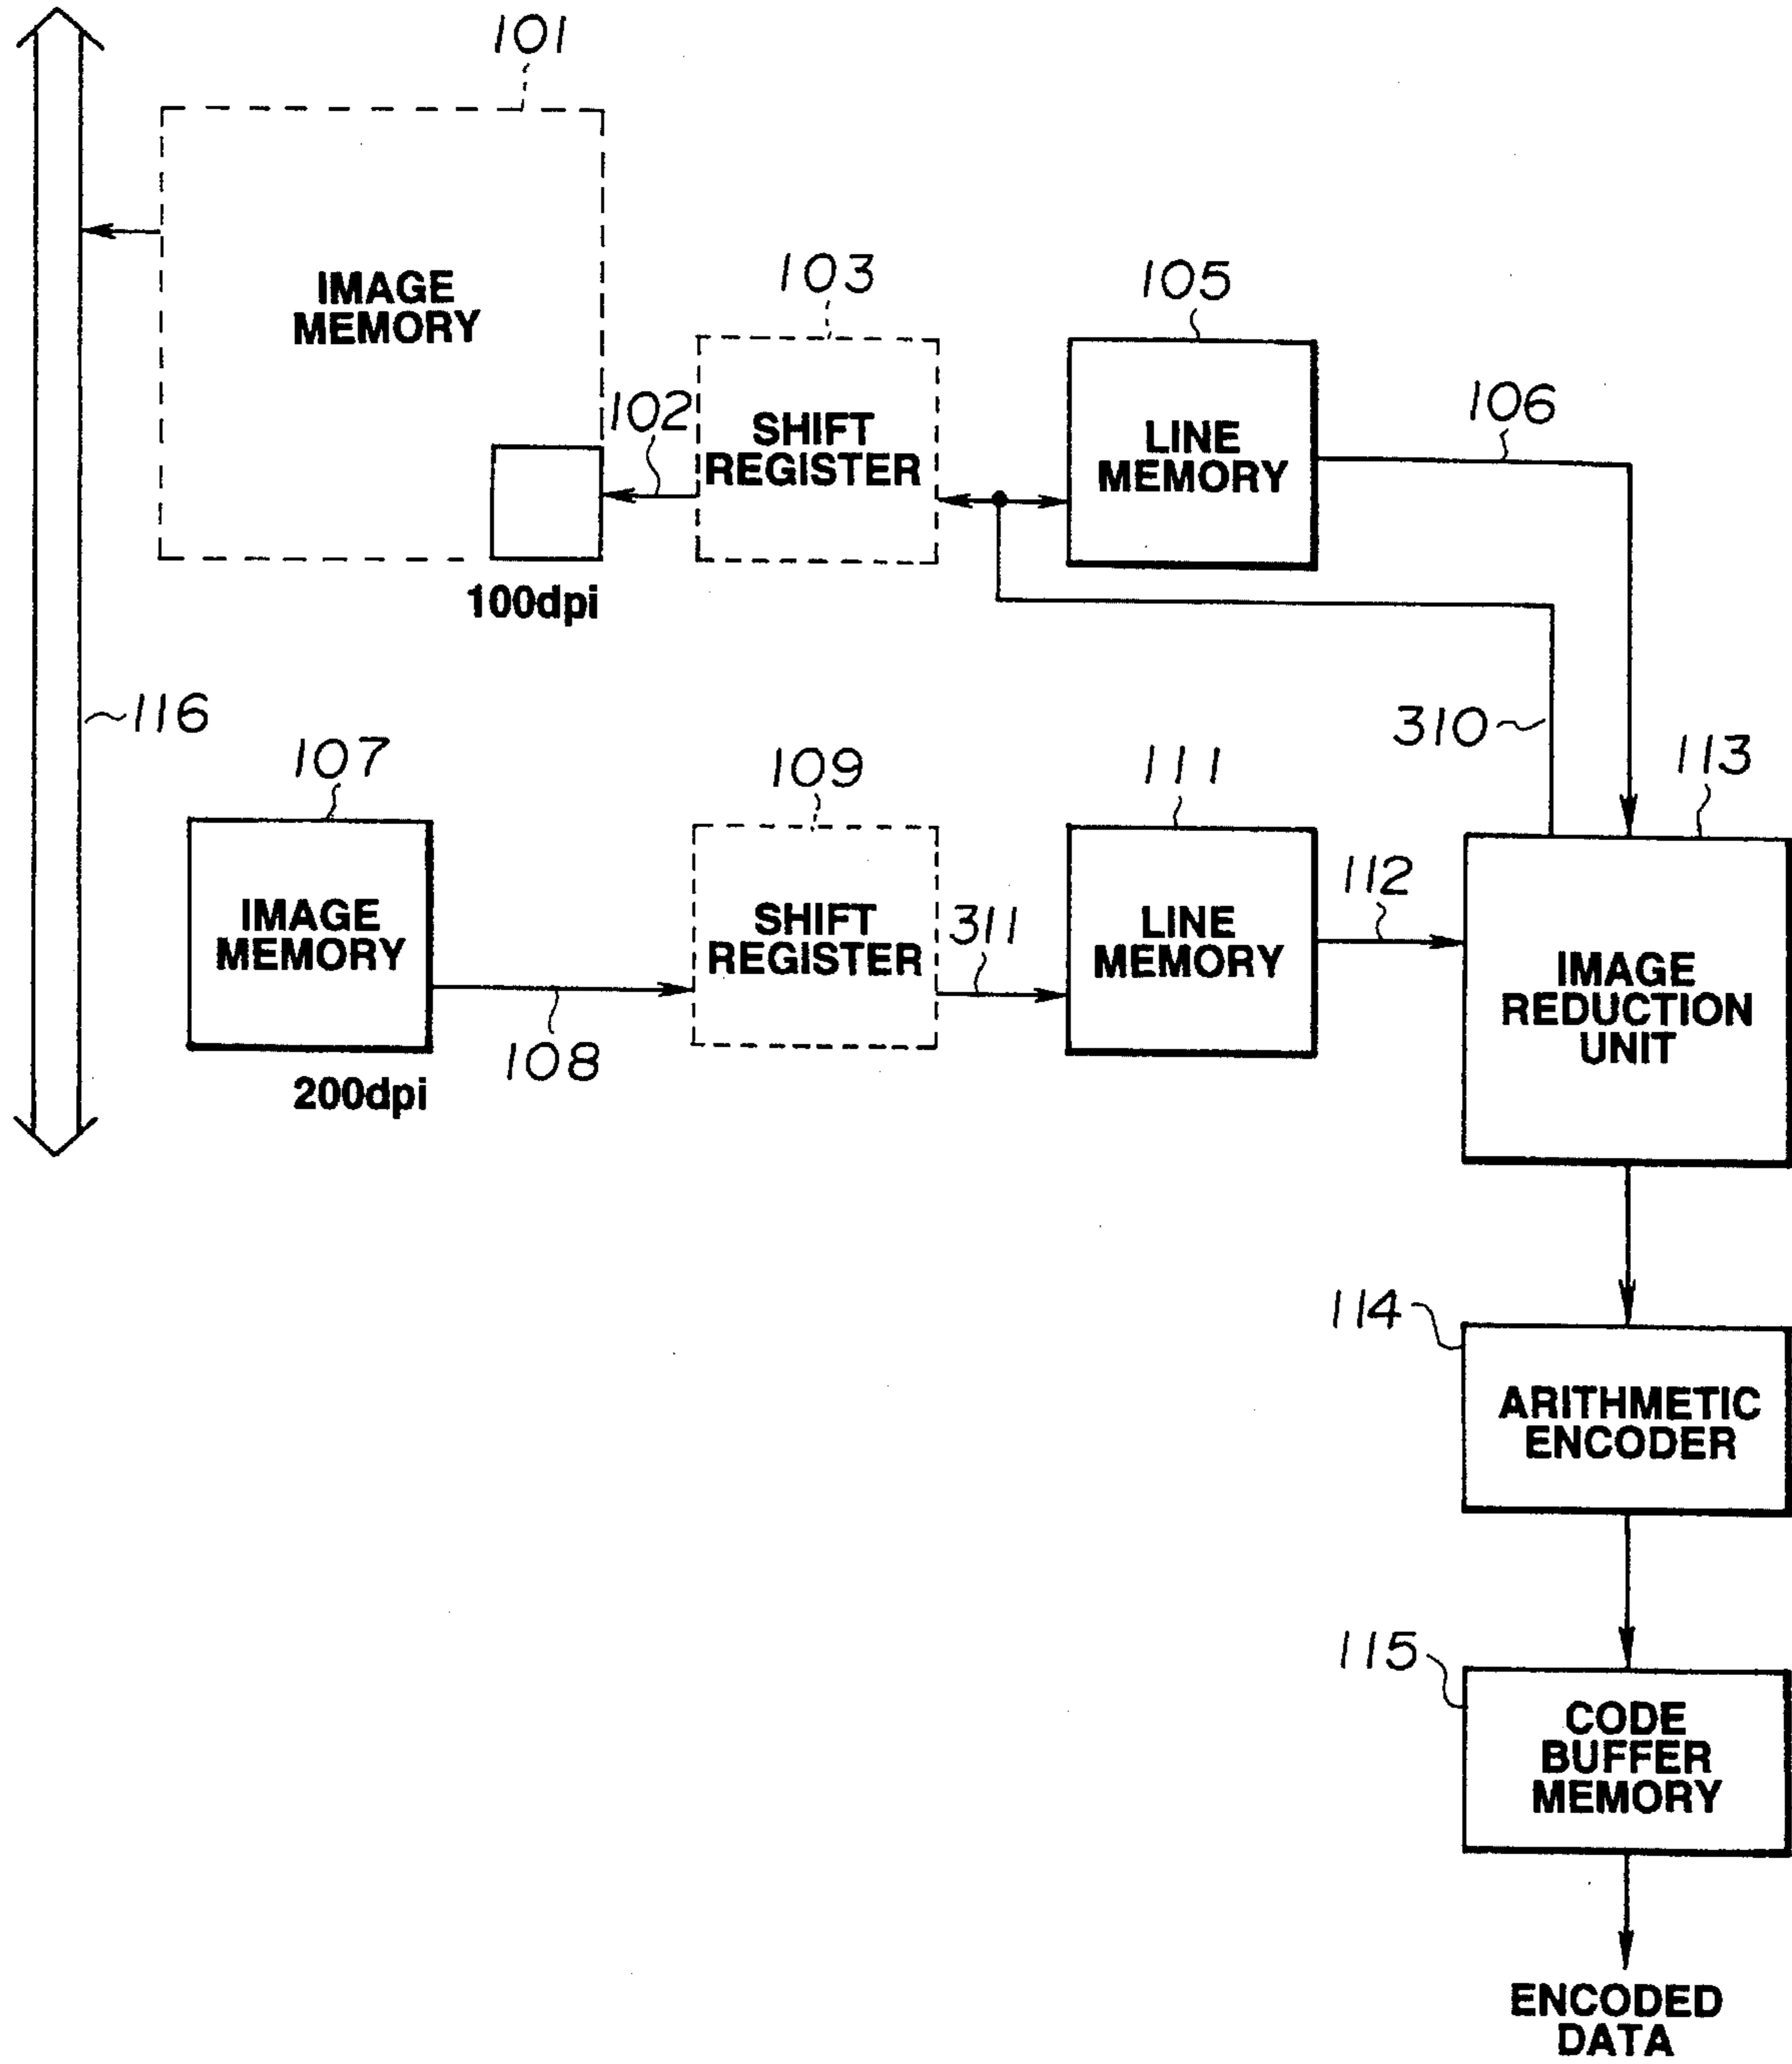 101
IMAGE
MEMORY
103
105
102
106
SHIFT
REGISTER
LINE
MEMORY
100dpi
116
310
107
109
111
113
IMAGE
MEMORY
SHIFT
REGISTER
311
LINE
MEMORY
112
IMAGE
REDUCTION
UNIT
108
200dpi
114
ARITHMETIC
ENCODER
115
CODE
BUFFER
MEMORY
ENCODED
DATA